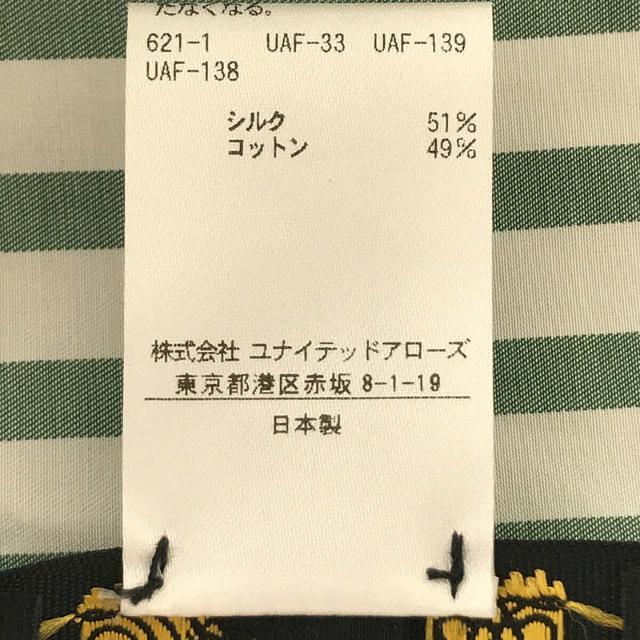 たなくなる。
621-1 UAF-33 UAF-139
UAF-138
シルク 51%
コットン 49%
株式会社 ユナイテッドアローズ
東京都港区赤坂 8-1-19
日本製